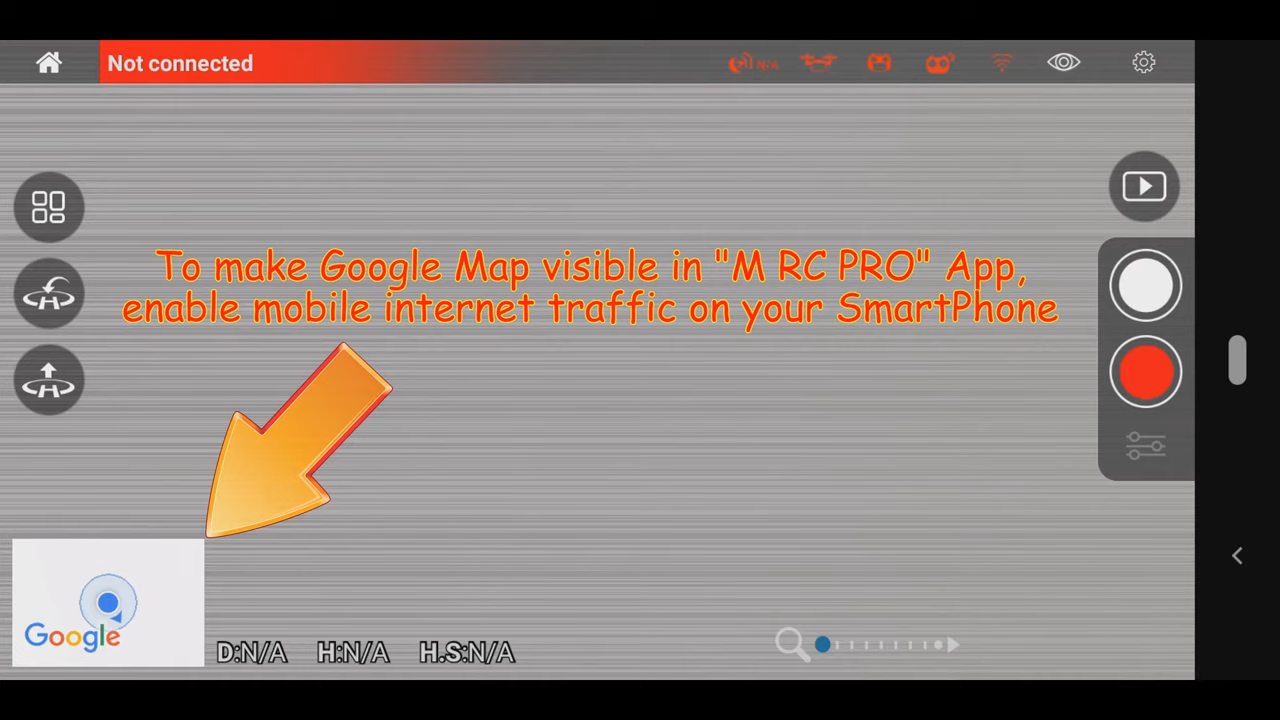 Not connected
N/A
To make Google Map visible in "M RC PRO" App,
enable mobile internet traffic on your SmartPhone
Google
D:N/A H:N/A H.S:N/A